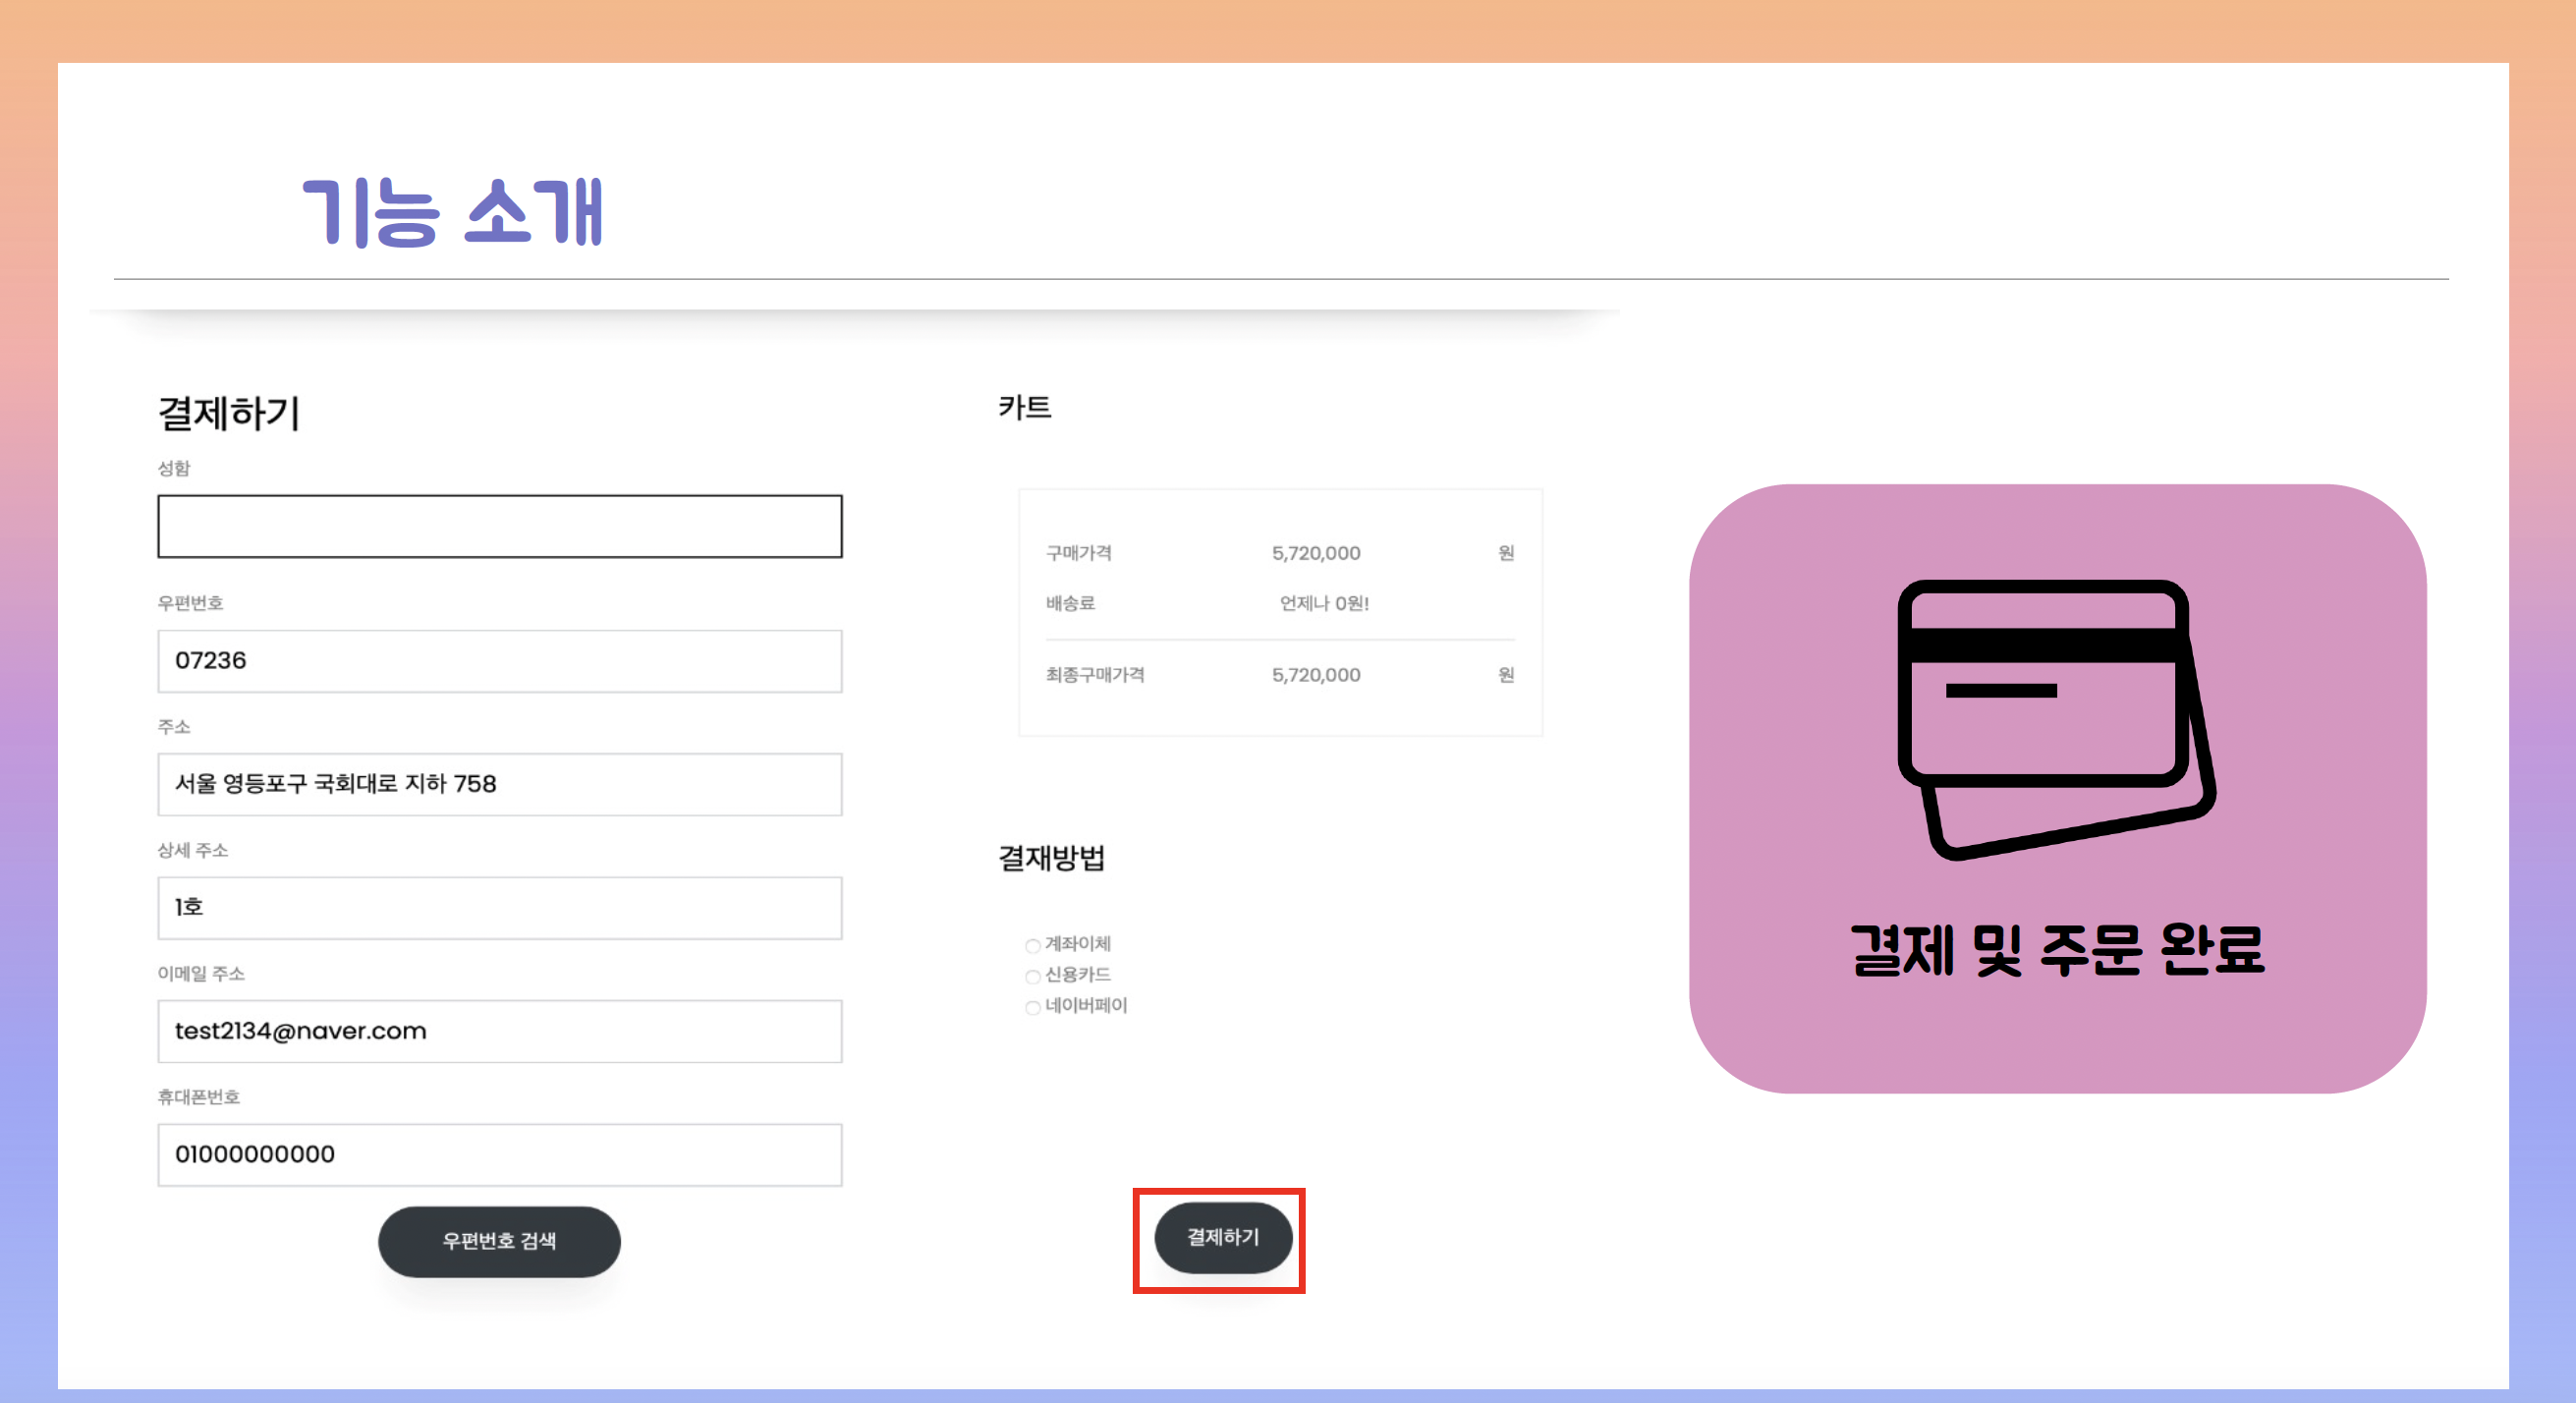 기능 소개
결제하기
성함
우편번호
07236
주소
서울 영등포구 국회대로 지하 758
상세 주소
1호
이메일 주소
test2134@naver.com
휴대폰번호
01000000000
우편번호 검색
카트
구매가격 5,720,000 원
배송료 언제나 0원!
최종구매가격 5,720,000 원
결재방법
계좌이체
신용카드
네이버페이
결제하기
결제 및 주문 완료